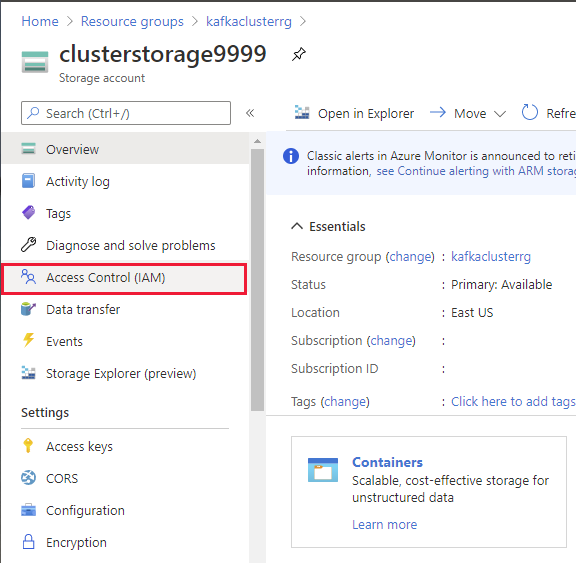 Home > Resource groups > kafkaclusterrg >
clusterstorage9999
Storage account
Search (Ctrl+/)
«
Overview
Activity log
Tags
Diagnose and solve problems
Access Control (IAM)
Data transfer
Events
Storage Explorer (preview)
Settings
Access keys
CORS
Configuration
Encryption
Open in Explorer
Move
Refre
Classic alerts in Azure Monitor is announced to reti
information, see Continue alerting with ARM storag
Essentials
Resource group (change) : kafkaclusterrg
Status : Primary: Available
Location : East US
Subscription (change) :
Subscription ID :
Tags (change) : Click here to add tags
Containers
Scalable, cost-effective storage for
unstructured data
Learn more